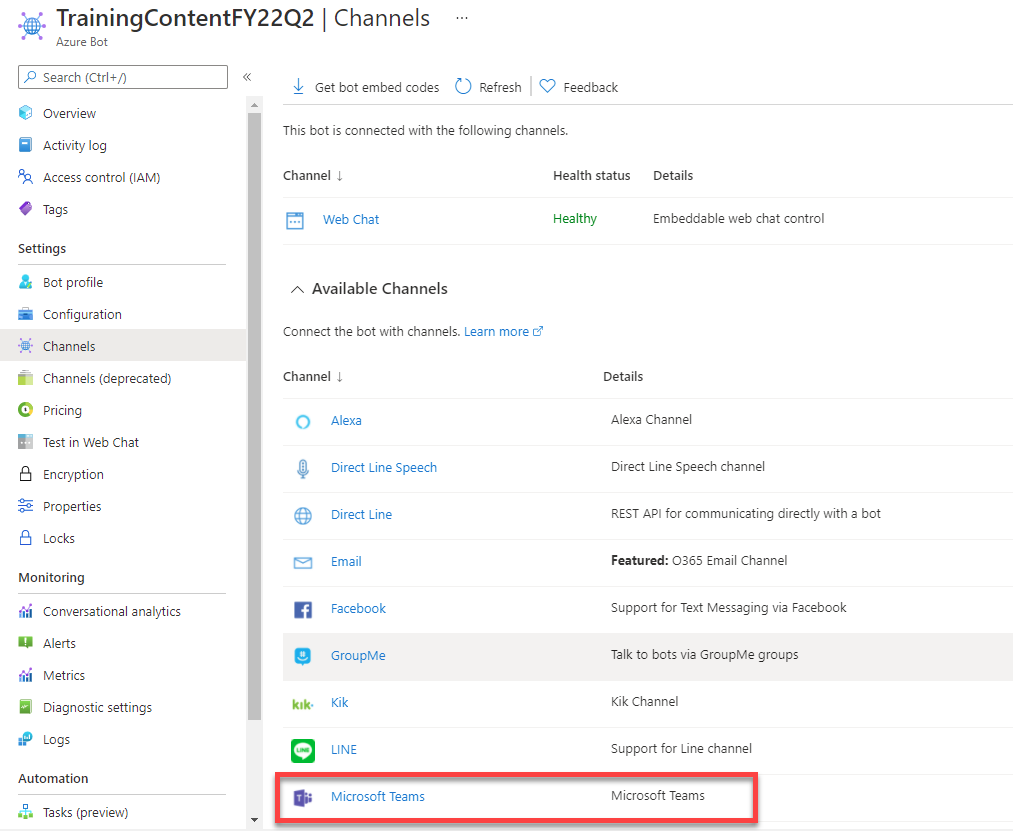 TrainingContentFY22Q2 | Channels ...
Azure Bot
Search (Ctrl+/)
«
Overview
Activity log
Access control (IAM)
Tags
Settings
Bot profile
Configuration
Channels
Channels (deprecated)
Pricing
Test in Web Chat
Encryption
Properties
Locks
Monitoring
Conversational analytics
Alerts
Metrics
Diagnostic settings
Logs
Automation
Tasks (preview)
Get bot embed codes Refresh Feedback
This bot is connected with the following channels.
Channel ↓ Health status Details
Web Chat Healthy Embeddable web chat control
Available Channels
Connect the bot with channels. Learn more
Channel ↓ Details
Alexa Alexa Channel
Direct Line Speech Direct Line Speech channel
Direct Line REST API for communicating directly with a bot
Email Featured: O365 Email Channel
Facebook Support for Text Messaging via Facebook
GroupMe Talk to bots via GroupMe groups
kik. Kik Kik Channel
LINE LINE Support for Line channel
Microsoft Teams Microsoft Teams